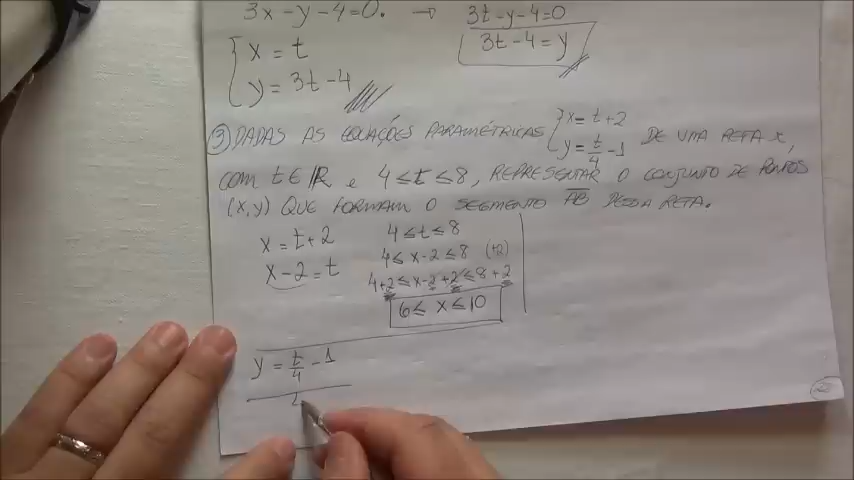 3x-y-4=0. → 3t-y-4=0
x = t 3t-4=y
y = 3t-4
③ DADAS AS EQUAÇÕES PARAMÉTRICAS { x = t+2 DE UMA RETA r,
y = t/4 -1
COM t∈ℝ e 4≤t≤8, REPRESENTAR O CONJUNTO DE PONTOS
(x,y) QUE FORMAM O SEGMENTO AB DESSA RETA.
x = t+2 4≤t≤8
x-2=t 4≤x-2≤8 (+2)
4+2≤x-2+2≤8+2
6≤ x ≤10
y = t/4 -1